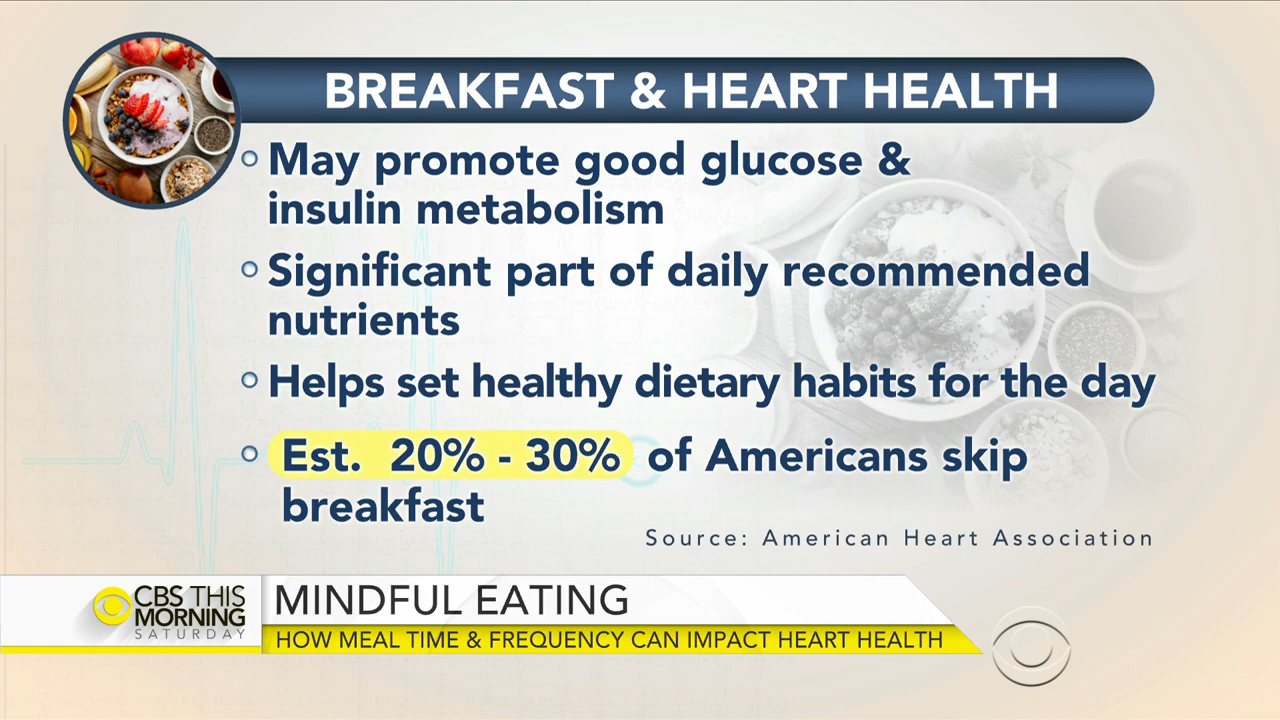 BREAKFAST & HEART HEALTH
May promote good glucose &
insulin metabolism
Significant part of daily recommended
nutrients
Helps set healthy dietary habits for the day
Est. 20% - 30% of Americans skip
breakfast
Source: American Heart Association
CBS THIS
MORNING
SATURDAY
MINDFUL EATING
HOW MEAL TIME & FREQUENCY CAN IMPACT HEART HEALTH